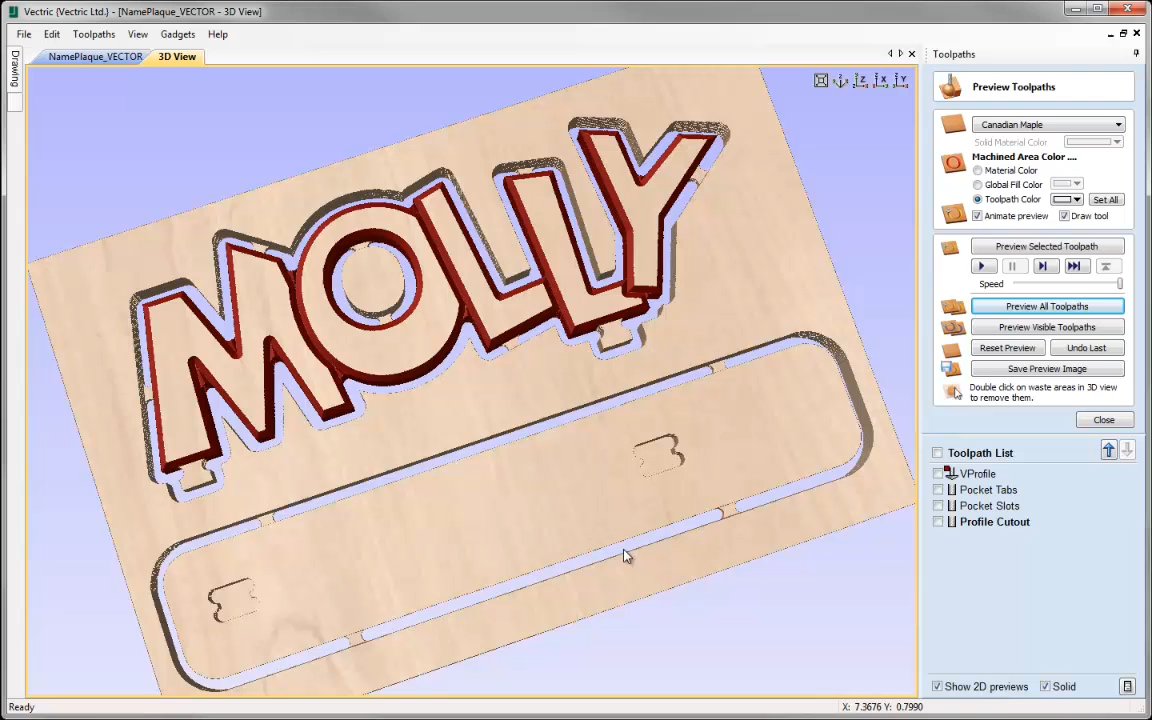 Vectric {Vectric Ltd.} - [NamePlaque_VECTOR - 3D View]
File Edit Toolpaths View Gadgets Help
Drawing
NamePlaque_VECTOR 3D View
Toolpaths
Z X Y
Preview Toolpaths
Canadian Maple
Solid Material Color
Machined Area Color ....
Material Color
Global Fill Color
Toolpath Color Set All
Animate preview Draw tool
Preview Selected Toolpath
Speed
Preview All Toolpaths
Preview Visible Toolpaths
Reset Preview Undo Last
Save Preview Image
Double click on waste areas in 3D view
to remove them.
Close
MOLLY
Toolpath List
VProfile
Pocket Tabs
Pocket Slots
Profile Cutout
Show 2D previews Solid
Ready X: 7.3676 Y: 0.7990